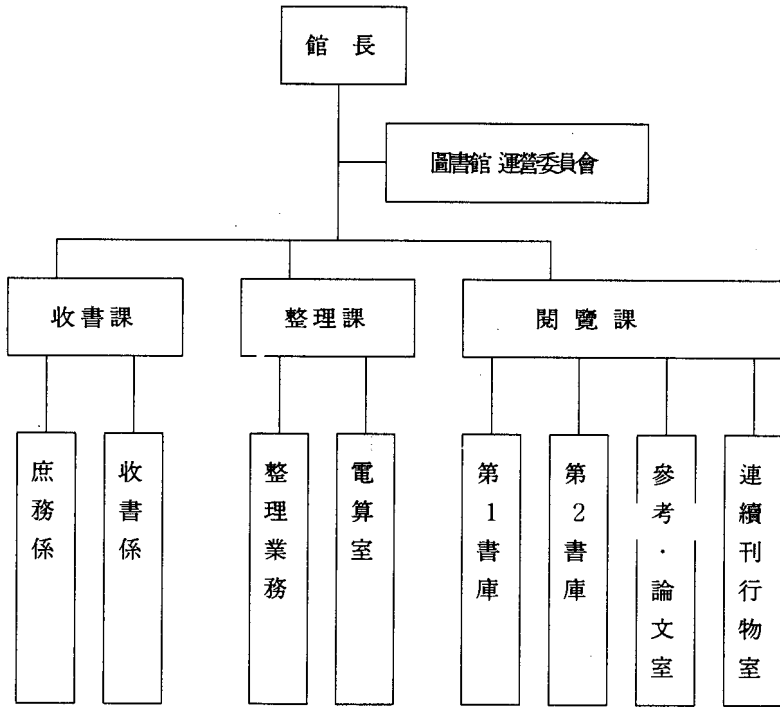 館長
圖書館 運營委員會
收書課
整理課
閱覽課
庶務係
收書係
整理業務
電算室
第1書庫
第2書庫
參考·論文室
連續刊行物室